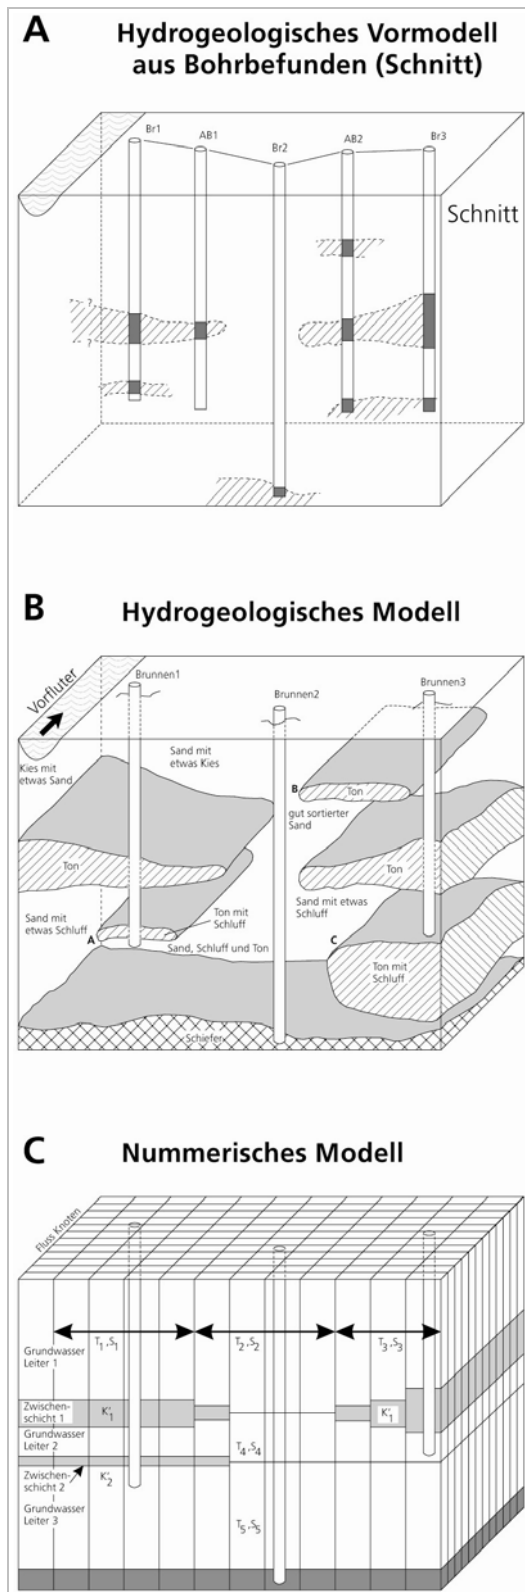 A
Hydrogeologisches Vormodell
aus Bohrbefunden (Schnitt)
Br1
AB1
Br2
AB2
Br3
Schnitt
?
?
B
Hydrogeologisches Modell
Vorfluter
Brunnen1
Brunnen2
Brunnen3
Kies mit
etwas Sand
Sand mit
etwas Kies
B
Ton
gut sortierter
Sand
Ton
Ton
Sand mit
etwas Schluff
Sand mit etwas
Schluff
Ton mit
Schluff
A
Sand, Schluff und Ton
C
Ton mit
Schluff
Schiefer
C
Nummerisches Modell
Fluss Knoten
T₁,S₁
T₂,S₂
T₃,S₃
Grundwasser
Leiter 1
Zwischen-
schicht 1
K'₁
K'₁
Grundwasser
Leiter 2
T₄,S₄
Zwischen-
schicht 2
K'₂
Grundwasser
Leiter 3
T₅,S₅